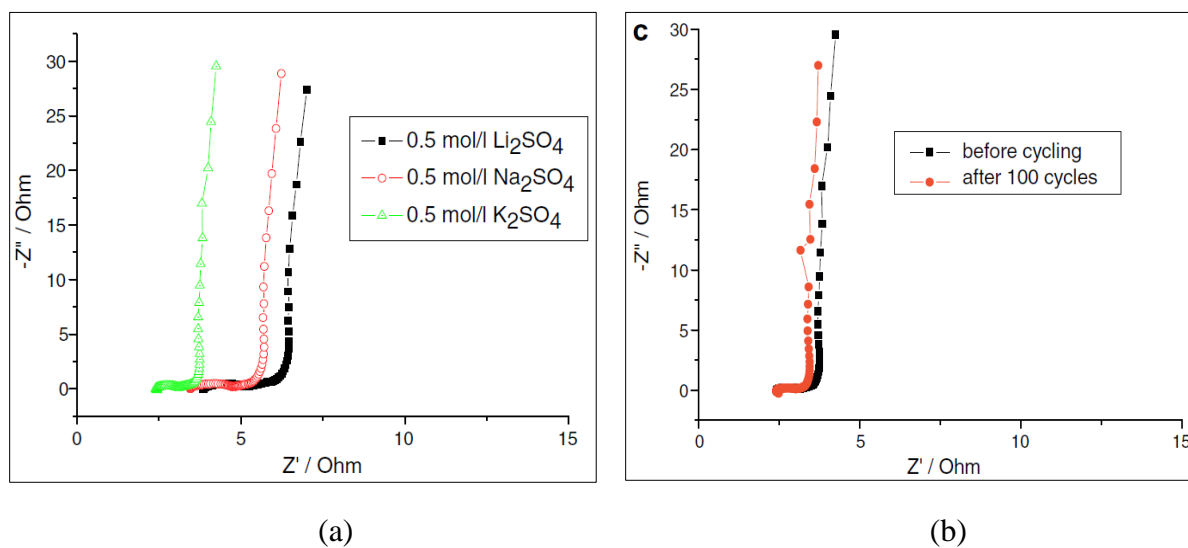 30
25
20
15
10
5
0
-Z" / Ohm
0.5 mol/l Li₂SO₄
0.5 mol/l Na₂SO₄
0.5 mol/l K₂SO₄
0
5
10
15
Z' / Ohm
(a)
c
30
25
20
15
10
5
0
-Z" / Ohm
before cycling
after 100 cycles
0
5
10
15
Z' / Ohm
(b)